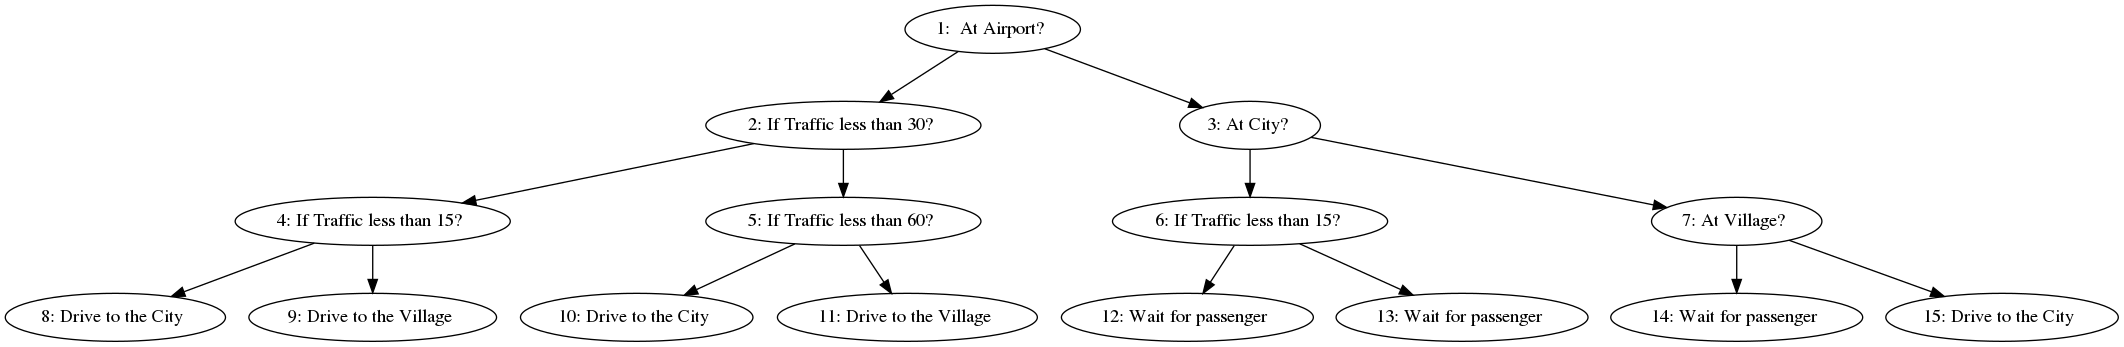 1:  At Airport?
2: If Traffic less than 30?
3: At City?
4: If Traffic less than 15?
5: If Traffic less than 60?
6: If Traffic less than 15?
7: At Village?
8: Drive to the City
9: Drive to the Village
10: Drive to the City
11: Drive to the Village
12: Wait for passenger
13: Wait for passenger
14: Wait for passenger
15: Drive to the City